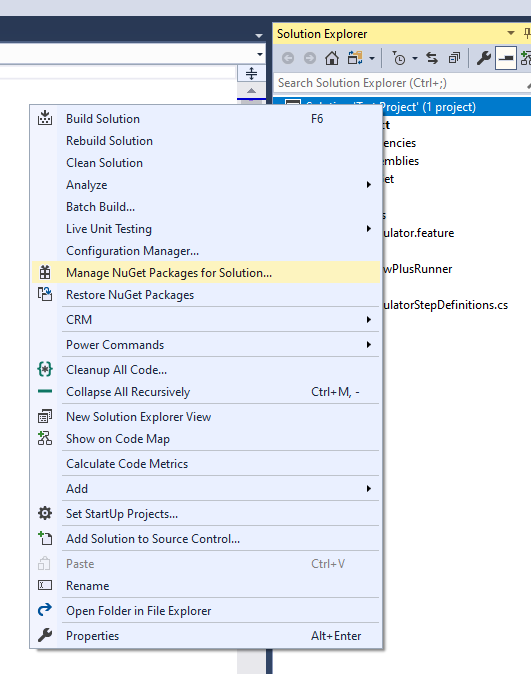 Solution Explorer
Search Solution Explorer (Ctrl+;)
Project' (1 project)
Build Solution F6
Rebuild Solution
encies
Clean Solution
emblies
Analyze
et
Batch Build...
Live Unit Testing
ulator.feature
Configuration Manager...
Manage NuGet Packages for Solution...
wPlusRunner
Restore NuGet Packages
ulatorStepDefinitions.cs
CRM
Power Commands
Cleanup All Code...
Collapse All Recursively Ctrl+M, -
New Solution Explorer View
Show on Code Map
Calculate Code Metrics
Add
Set StartUp Projects...
Add Solution to Source Control...
Paste Ctrl+V
Rename
Open Folder in File Explorer
Properties Alt+Enter